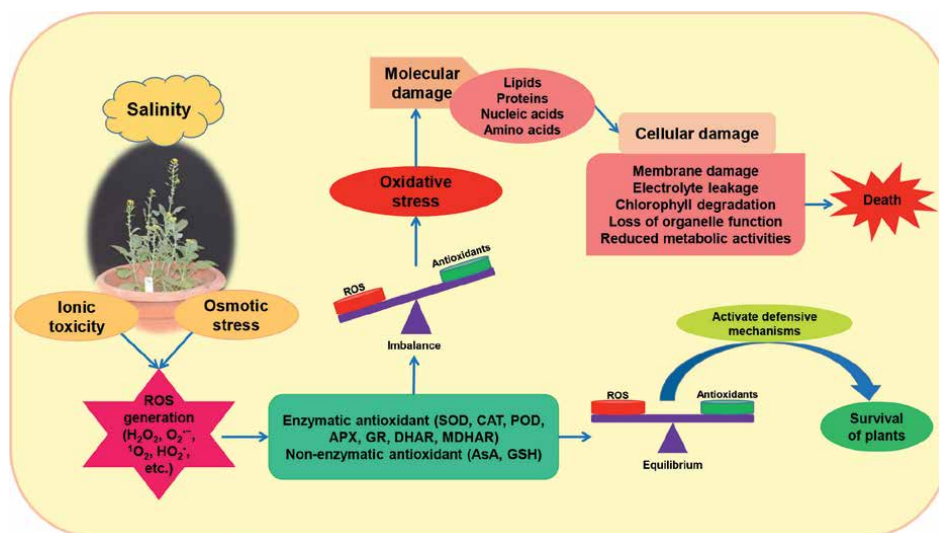 Salinity
Ionic
toxicity
Osmotic
stress
ROS
generation
(H₂O₂, O₂•−,
¹O₂, HO₂•,
etc.)
Enzymatic antioxidant (SOD, CAT, POD,
APX, GR, DHAR, MDHAR)
Non-enzymatic antioxidant (AsA, GSH)
ROS
Antioxidants
Imbalance
Oxidative
stress
Molecular
damage
Lipids
Proteins
Nucleic acids
Amino acids
Cellular damage
Membrane damage
Electrolyte leakage
Chlorophyll degradation
Loss of organelle function
Reduced metabolic activities
Death
ROS
Antioxidants
Equilibrium
Activate defensive
mechanisms
Survival
of plants